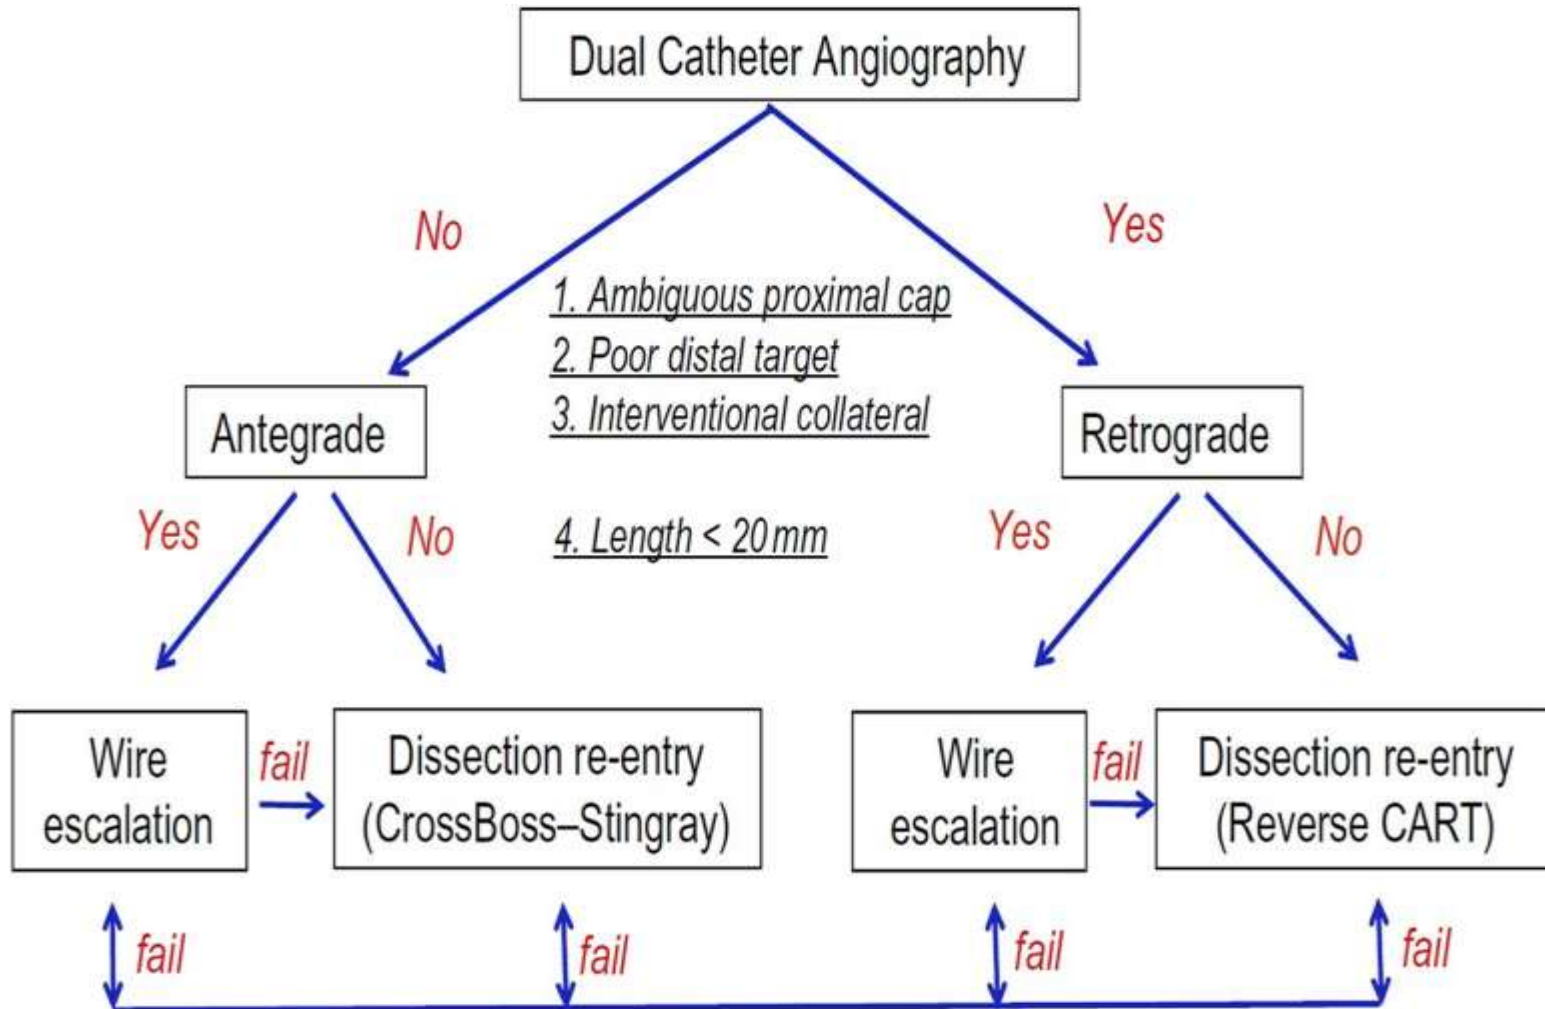 Dual Catheter Angiography
No
Yes
1. Ambiguous proximal cap
2. Poor distal target
3. Interventional collateral
Antegrade
Retrograde
Yes
No
4. Length < 20 mm
Yes
No
Wire
escalation
fail
Dissection re-entry
(CrossBoss–Stingray)
Wire
escalation
fail
Dissection re-entry
(Reverse CART)
fail
fail
fail
fail